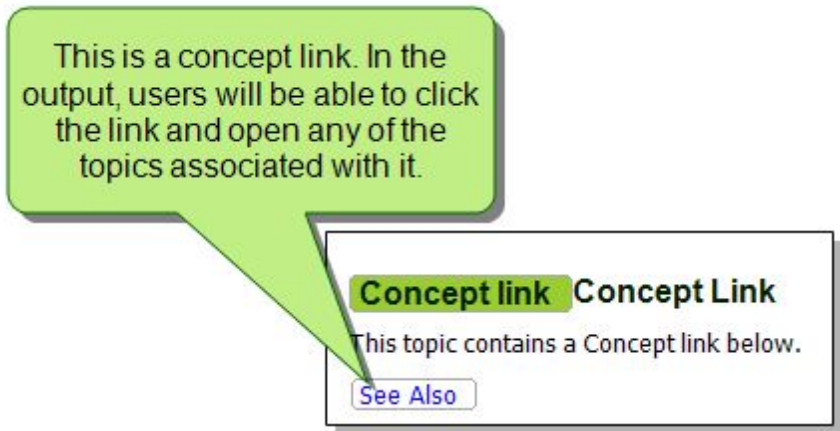 This is a concept link. In the
output, users will be able to click
the link and open any of the
topics associated with it.
Concept link Concept Link
This topic contains a Concept link below.
See Also